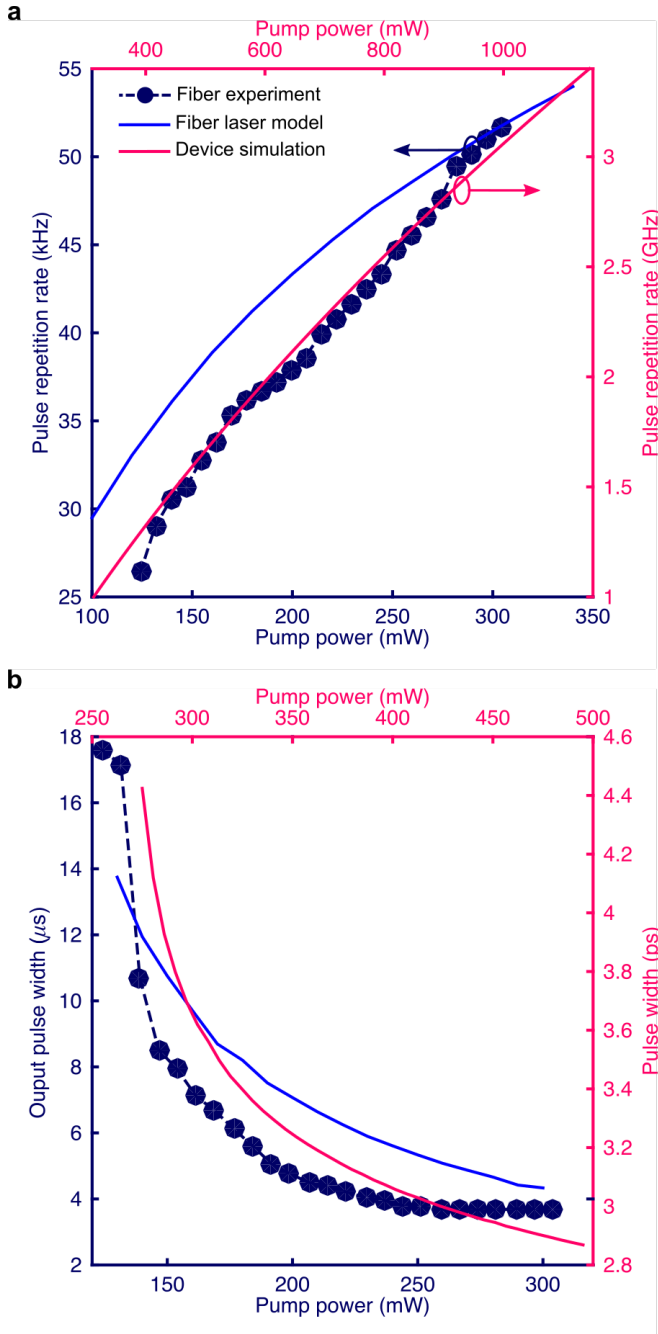 a
Pump power (mW)
400 600 800 1000
55
50
45
40
35
30
25
Fiber experiment
Fiber laser model
Device simulation
3
2.5
2
1.5
1
Pulse repetition rate (kHz)
Pulse repetition rate (GHz)
100 150 200 250 300 350
Pump power (mW)
b
Pump power (mW)
250 300 350 400 450 500
18
16
14
12
10
8
6
4
2
4.6
4.4
4.2
4
3.8
3.6
3.4
3.2
3
2.8
Ouput pulse width (μs)
Pulse width (ps)
150 200 250 300
Pump power (mW)